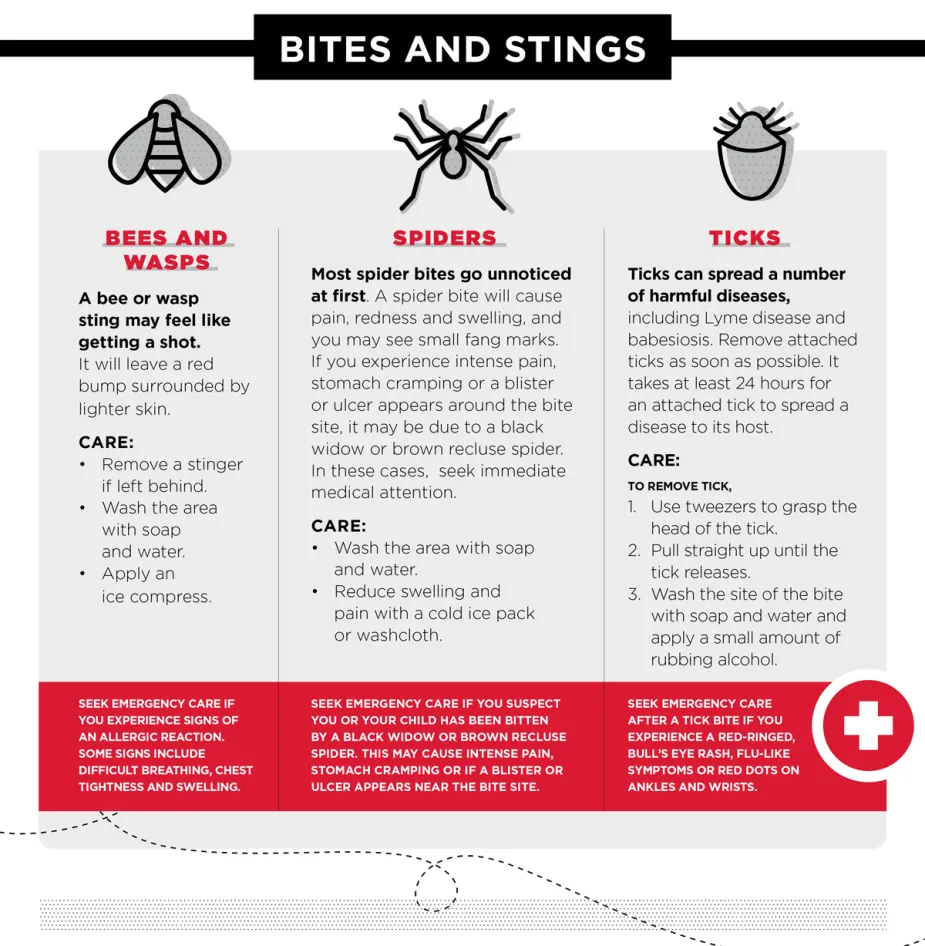 BITES AND STINGS
BEES AND
WASPS
A bee or wasp
sting may feel like
getting a shot.
It will leave a red
bump surrounded by
lighter skin.
CARE:
• Remove a stinger
if left behind.
• Wash the area
with soap
and water.
• Apply an
ice compress.
SEEK EMERGENCY CARE IF
YOU EXPERIENCE SIGNS OF
AN ALLERGIC REACTION.
SOME SIGNS INCLUDE
DIFFICULT BREATHING, CHEST
TIGHTNESS AND SWELLING.
SPIDERS
Most spider bites go unnoticed
at first. A spider bite will cause
pain, redness and swelling, and
you may see small fang marks.
If you experience intense pain,
stomach cramping or a blister
or ulcer appears around the bite
site, it may be due to a black
widow or brown recluse spider.
In these cases, seek immediate
medical attention.
CARE:
• Wash the area with soap
and water.
• Reduce swelling and
pain with a cold ice pack
or washcloth.
SEEK EMERGENCY CARE IF YOU SUSPECT
YOU OR YOUR CHILD HAS BEEN BITTEN
BY A BLACK WIDOW OR BROWN RECLUSE
SPIDER. THIS MAY CAUSE INTENSE PAIN,
STOMACH CRAMPING OR IF A BLISTER OR
ULCER APPEARS NEAR THE BITE SITE.
TICKS
Ticks can spread a number
of harmful diseases,
including Lyme disease and
babesiosis. Remove attached
ticks as soon as possible. It
takes at least 24 hours for
an attached tick to spread a
disease to its host.
CARE:
TO REMOVE TICK,
1. Use tweezers to grasp the
head of the tick.
2. Pull straight up until the
tick releases.
3. Wash the site of the bite
with soap and water and
apply a small amount of
rubbing alcohol.
SEEK EMERGENCY CARE
AFTER A TICK BITE IF YOU
EXPERIENCE A RED-RINGED,
BULL'S EYE RASH, FLU-LIKE
SYMPTOMS OR RED DOTS ON
ANKLES AND WRISTS.